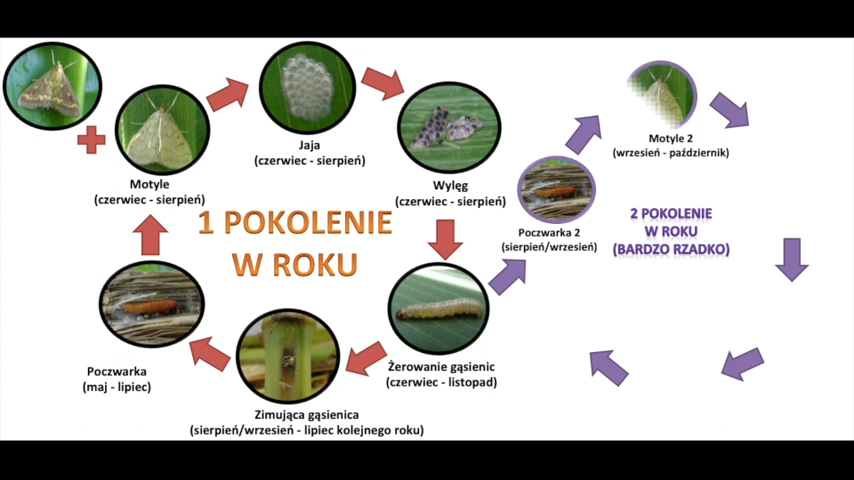 Jaja
(czerwiec - sierpień)
Motyle
(czerwiec - sierpień)
Wylęg
(czerwiec - sierpień)
1 POKOLENIE
W ROKU
Żerowanie gąsienic
(czerwiec - listopad)
Zimująca gąsienica
(sierpień/wrzesień - lipiec kolejnego roku)
Poczwarka
(maj - lipiec)
Poczwarka 2
(sierpień/wrzesień)
Motyle 2
(wrzesień - październik)
2 POKOLENIE
W ROKU
(BARDZO RZADKO)